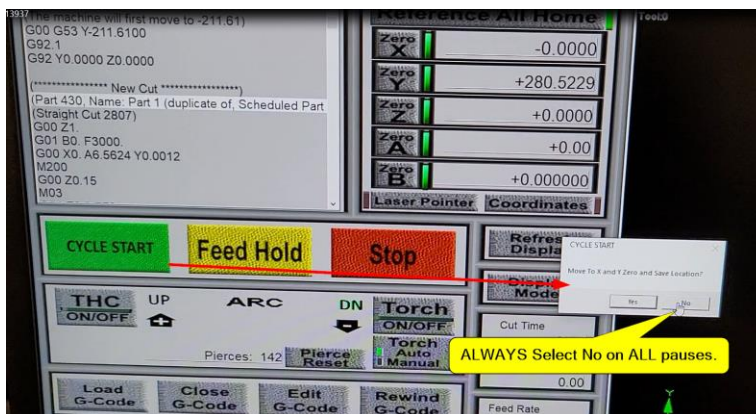 13937
The machine will first move to -211.61)
G00 G53 Y-211.6100
G92.1
G92 Y0.0000 Z0.0000
(*************** New Cut ****************)
(Part 430, Name: Part 1 (duplicate of, Scheduled Part
(Straight Cut 2807)
G00 Z1.
G01 B0. F3000.
G00 X0. A6.5624 Y0.0012
M200
G00 Z0.15
M03
Reference All Home
Tool:0
Zero
X
-0.0000
Zero
Y
+280.5229
Zero
Z
+0.0000
Zero
A
+0.00
Zero
B
+0.000000
Laser Pointer
Coordinates
CYCLE START
Feed Hold
Stop
Display
Mode
CYCLE START
Move To X and Y Zero and Save Location?
Yes
No
ALWAYS Select No on ALL pauses.
THC
ON/OFF
UP
ARC
DN
Torch
ON/OFF
Torch
Auto
Manual
Pierces: 142
Pierce
Reset
Cut Time
0.00
Load
G-Code
Close
G-Code
Edit
G-Code
Rewind
G-Code
Feed Rate
Y